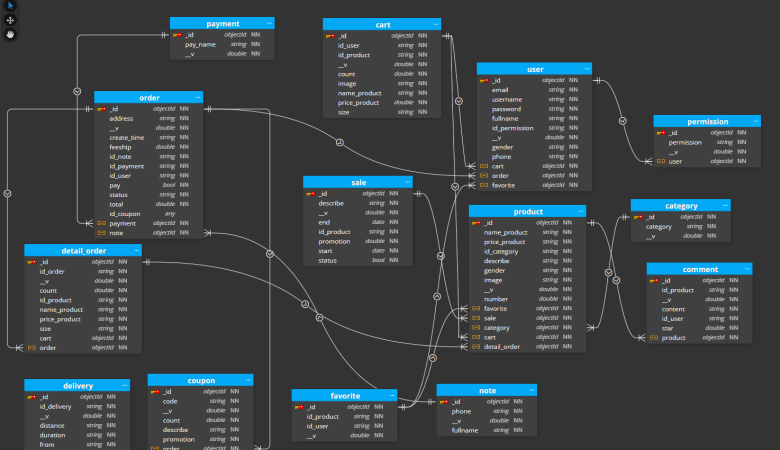 payment
_id objectId NN
pay_name string NN
__v double NN
cart
_id objectId NN
id_user string NN
id_product string NN
__v double NN
count double NN
image string NN
name_product string NN
price_product double NN
size string NN
user
_id objectId NN
email string NN
username string NN
password string NN
fullname string NN
id_permission string NN
__v double NN
gender string NN
phone string NN
cart objectId NN
order objectId NN
favorite objectId NN
order
_id objectId NN
address string NN
__v double NN
create_time string NN
feeship double NN
id_note string NN
id_payment string NN
id_user string NN
pay bool NN
status string NN
total double NN
id_coupon any
payment objectId NN
note objectId NN
permission
_id objectId NN
permission string NN
__v double NN
user objectId NN
sale
_id objectId NN
describe string NN
__v double NN
end date NN
id_product string NN
promotion double NN
start date NN
status bool NN
product
_id objectId NN
name_product string NN
price_product string NN
id_category string NN
describe string NN
gender string NN
image string NN
__v double NN
number double NN
favorite objectId NN
sale objectId NN
category objectId NN
cart objectId NN
detail_order objectId NN
category
_id objectId NN
category string NN
__v double NN
detail_order
_id objectId NN
id_order string NN
__v double NN
count double NN
id_product string NN
name_product string NN
price_product string NN
size string NN
cart objectId NN
order objectId NN
comment
_id objectId NN
id_product string NN
__v double NN
content string NN
id_user string NN
star double NN
product objectId NN
delivery
_id objectId NN
id_delivery string NN
__v double NN
distance string NN
duration string NN
from string NN
coupon
_id objectId NN
code string NN
__v double NN
count double NN
describe string NN
promotion string NN
order objectId NN
favorite
_id objectId NN
id_product string NN
id_user string NN
__v double NN
note
_id objectId NN
phone string NN
__v double NN
fullname string NN